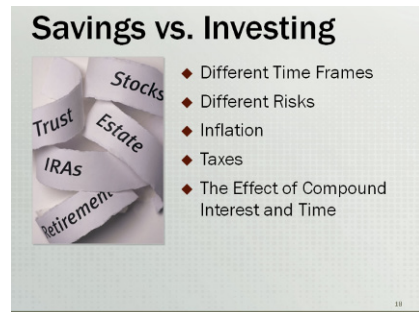 Savings vs. Investing
Stocks
Trust
Estate
IRAs
Retirement
Different Time Frames
Different Risks
Inflation
Taxes
The Effect of Compound
Interest and Time
10